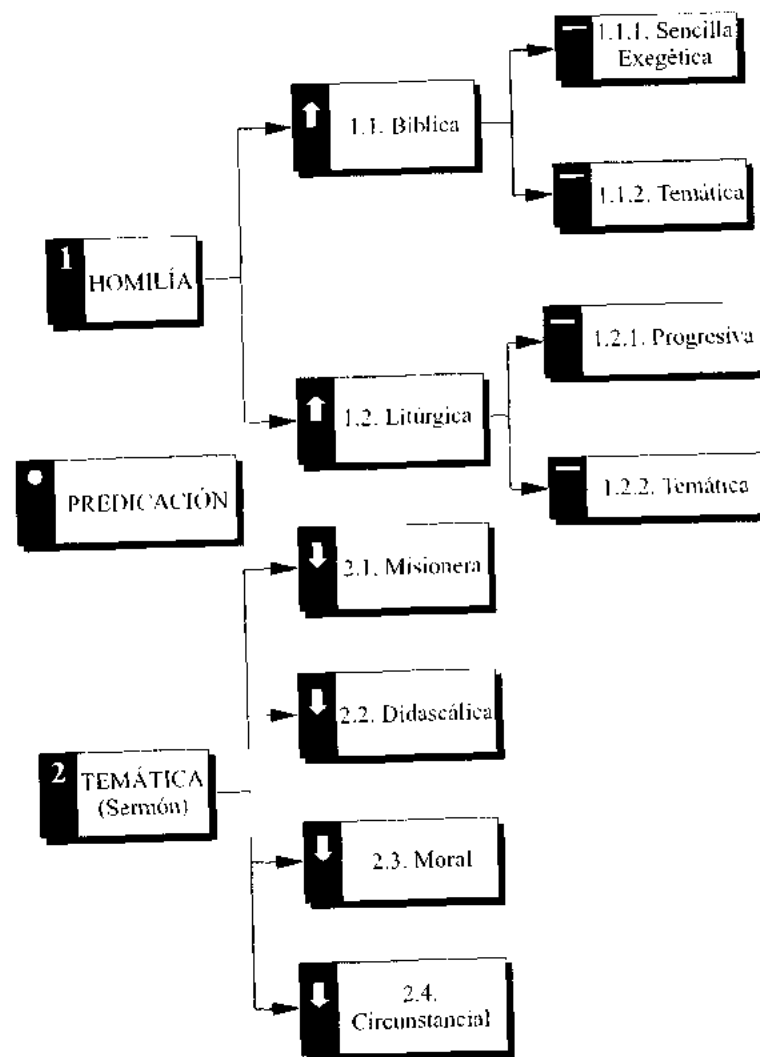 1.1.1. Sencilla
Exegética
1.1. Bíblica
1.1.2. Temática
1
HOMILÍA
1.2.1. Progresiva
1.2. Litúrgica
1.2.2. Temática
PREDICACIÓN
2.1. Misionera
2.2. Didascálica
2
TEMÁTICA
(Sermón)
2.3. Moral
2.4.
Circunstancial